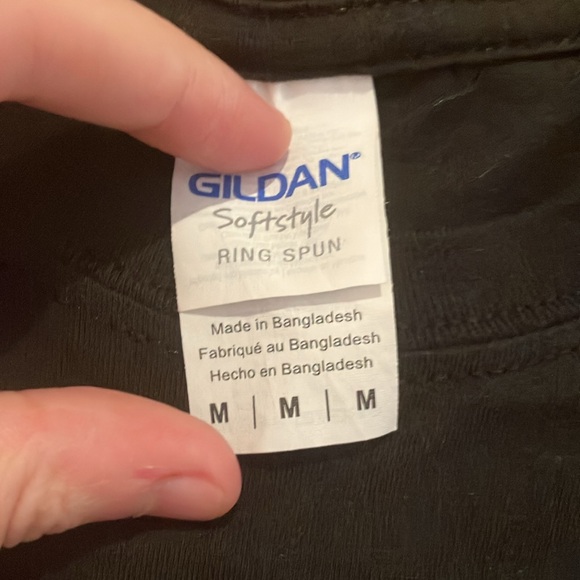 GILDAN®
Softstyle
RING SPUN
Made in Bangladesh
Fabriqué au Bangladesh
Hecho en Bangladesh
M | M | M